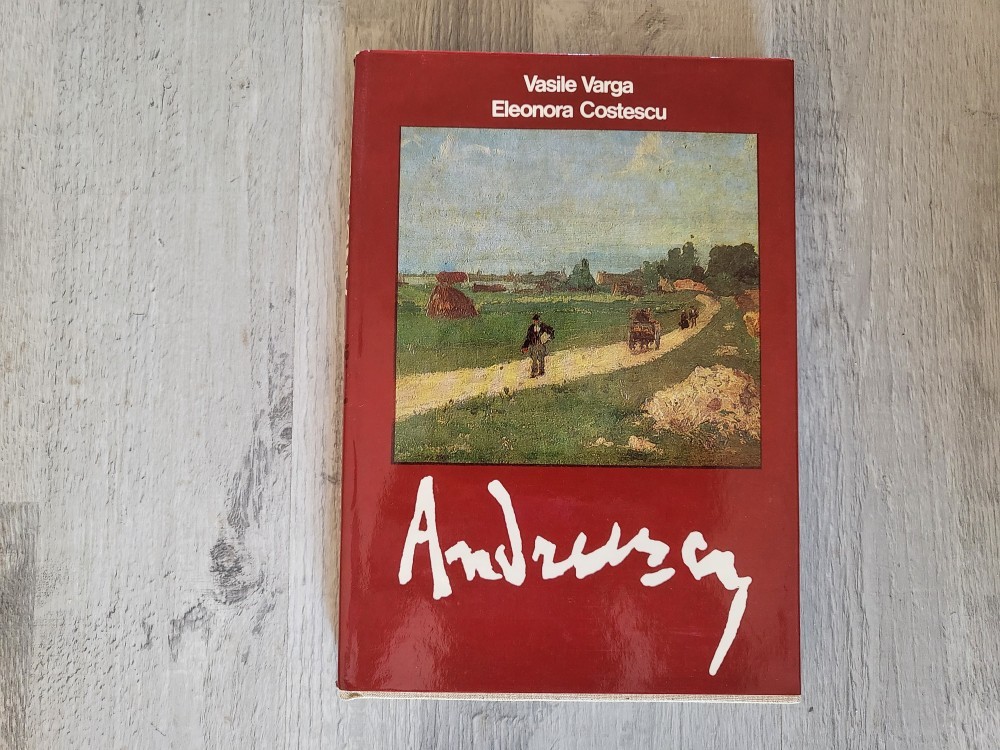 Vasile Varga
Eleonora Costescu
Andreescu